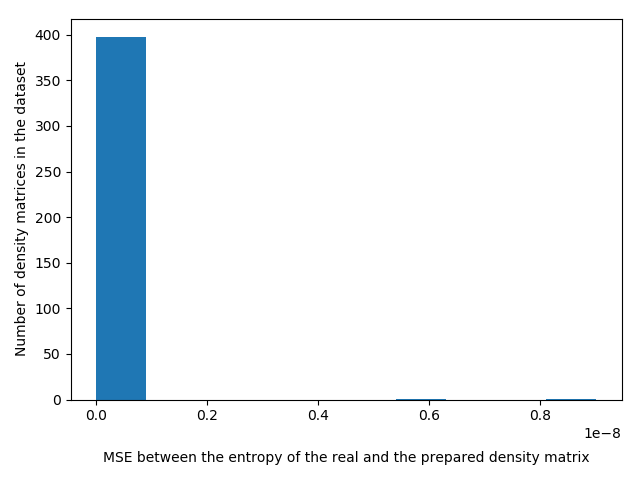 400
350
300
250
200
150
100
50
0
Number of density matrices in the dataset
0.0 0.2 0.4 0.6 0.8
1e−8
MSE between the entropy of the real and the prepared density matrix